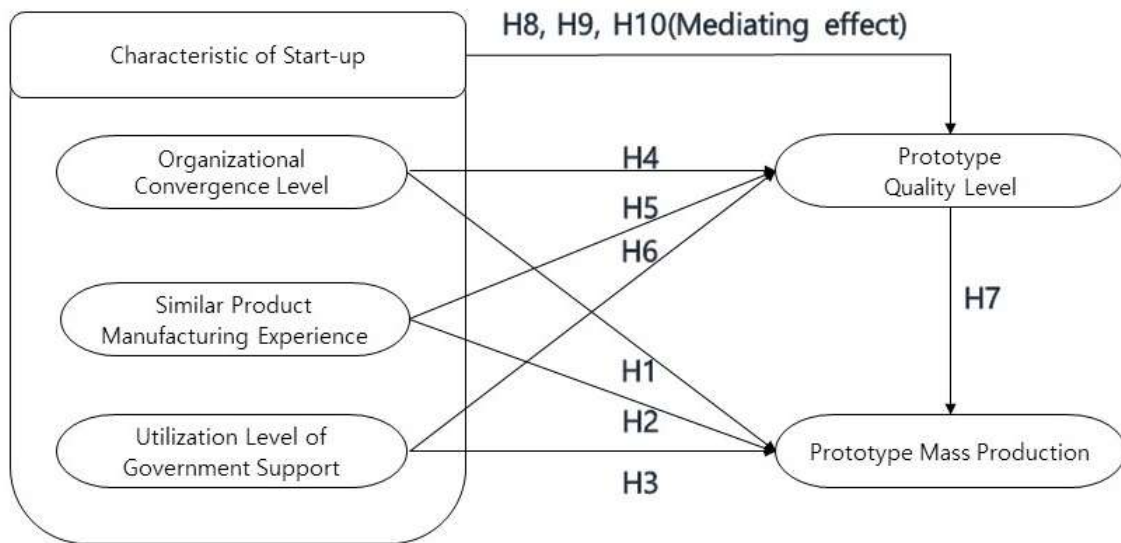 H8, H9, H10(Mediating effect)
Characteristic of Start-up
Organizational
Convergence Level
H4
Prototype
Quality Level
H5
H6
Similar Product
Manufacturing Experience
H7
H1
H2
Utilization Level of
Government Support
Prototype Mass Production
H3